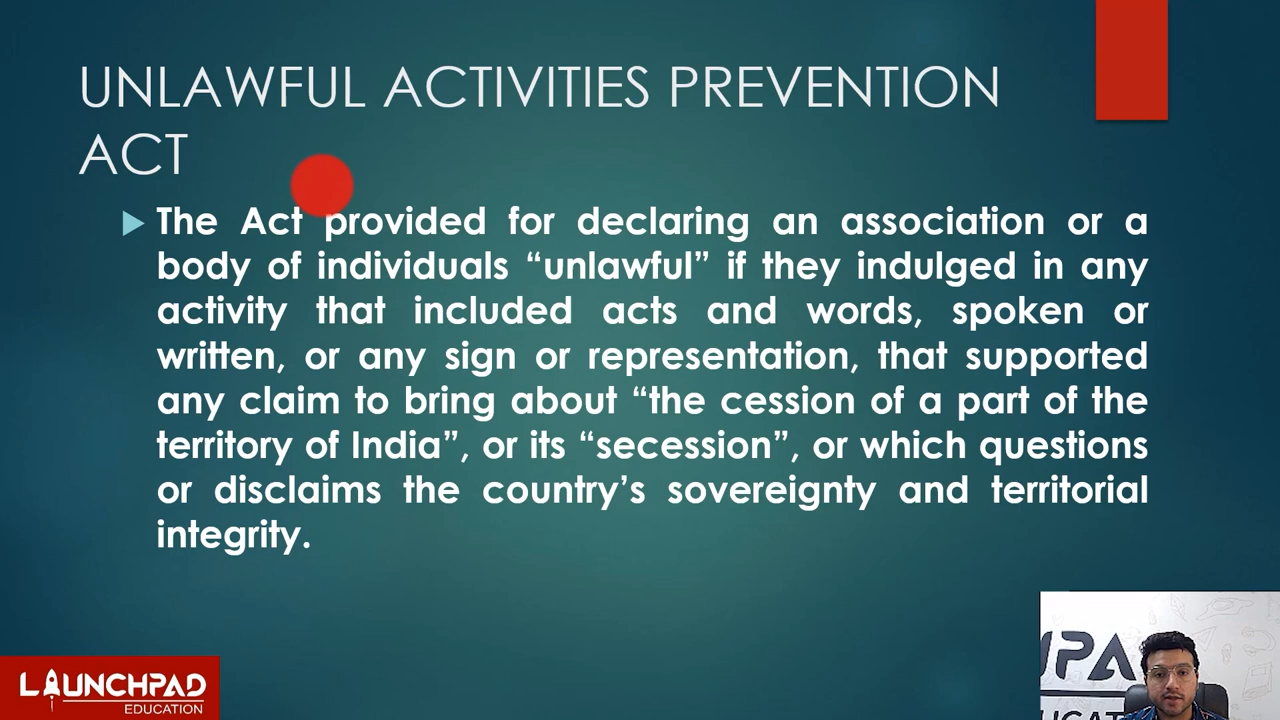 UNLAWFUL ACTIVITIES PREVENTION
ACT
The Act provided for declaring an association or a
body of individuals “unlawful” if they indulged in any
activity that included acts and words, spoken or
written, or any sign or representation, that supported
any claim to bring about “the cession of a part of the
territory of India”, or its “secession”, or which questions
or disclaims the country’s sovereignty and territorial
integrity.
LAUNCHPAD
EDUCATION